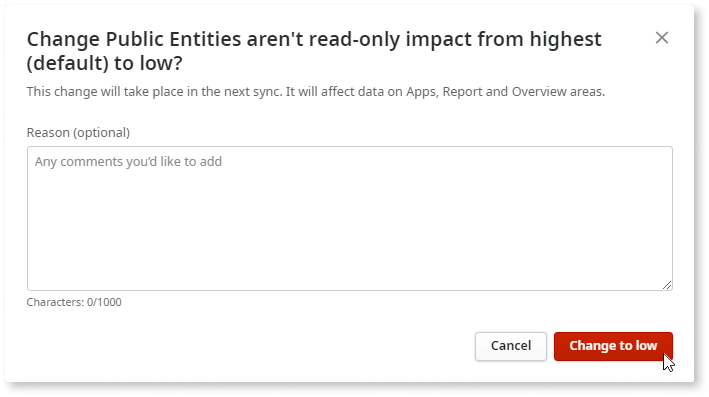 Change Public Entities aren't read-only impact from highest
(default) to low?
This change will take place in the next sync. It will affect data on Apps, Report and Overview areas.
Reason (optional)
Any comments you'd like to add
Characters: 0/1000
Cancel
Change to low